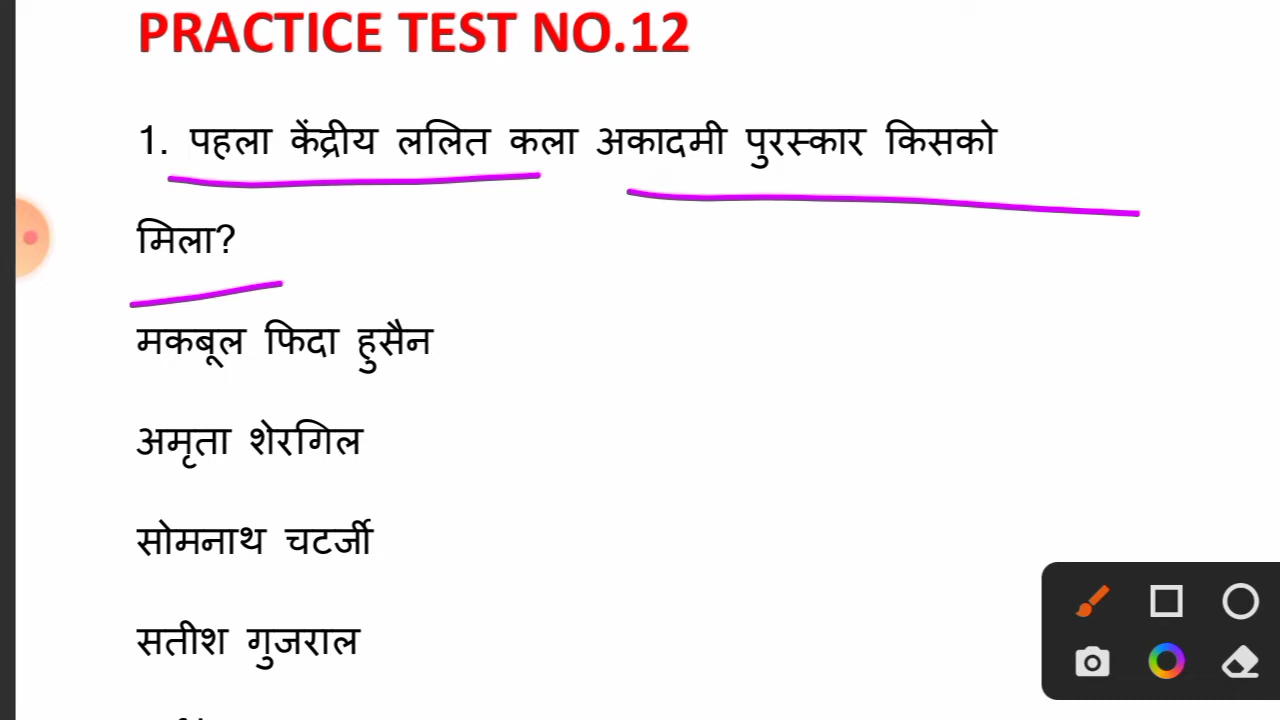 PRACTICE TEST NO.12
1. पहला केंद्रीय ललित कला अकादमी पुरस्कार किसको
मिला?
मकबूल फिदा हुसैन
अमृता शेरगिल
सोमनाथ चटर्जी
सतीश गुजराल